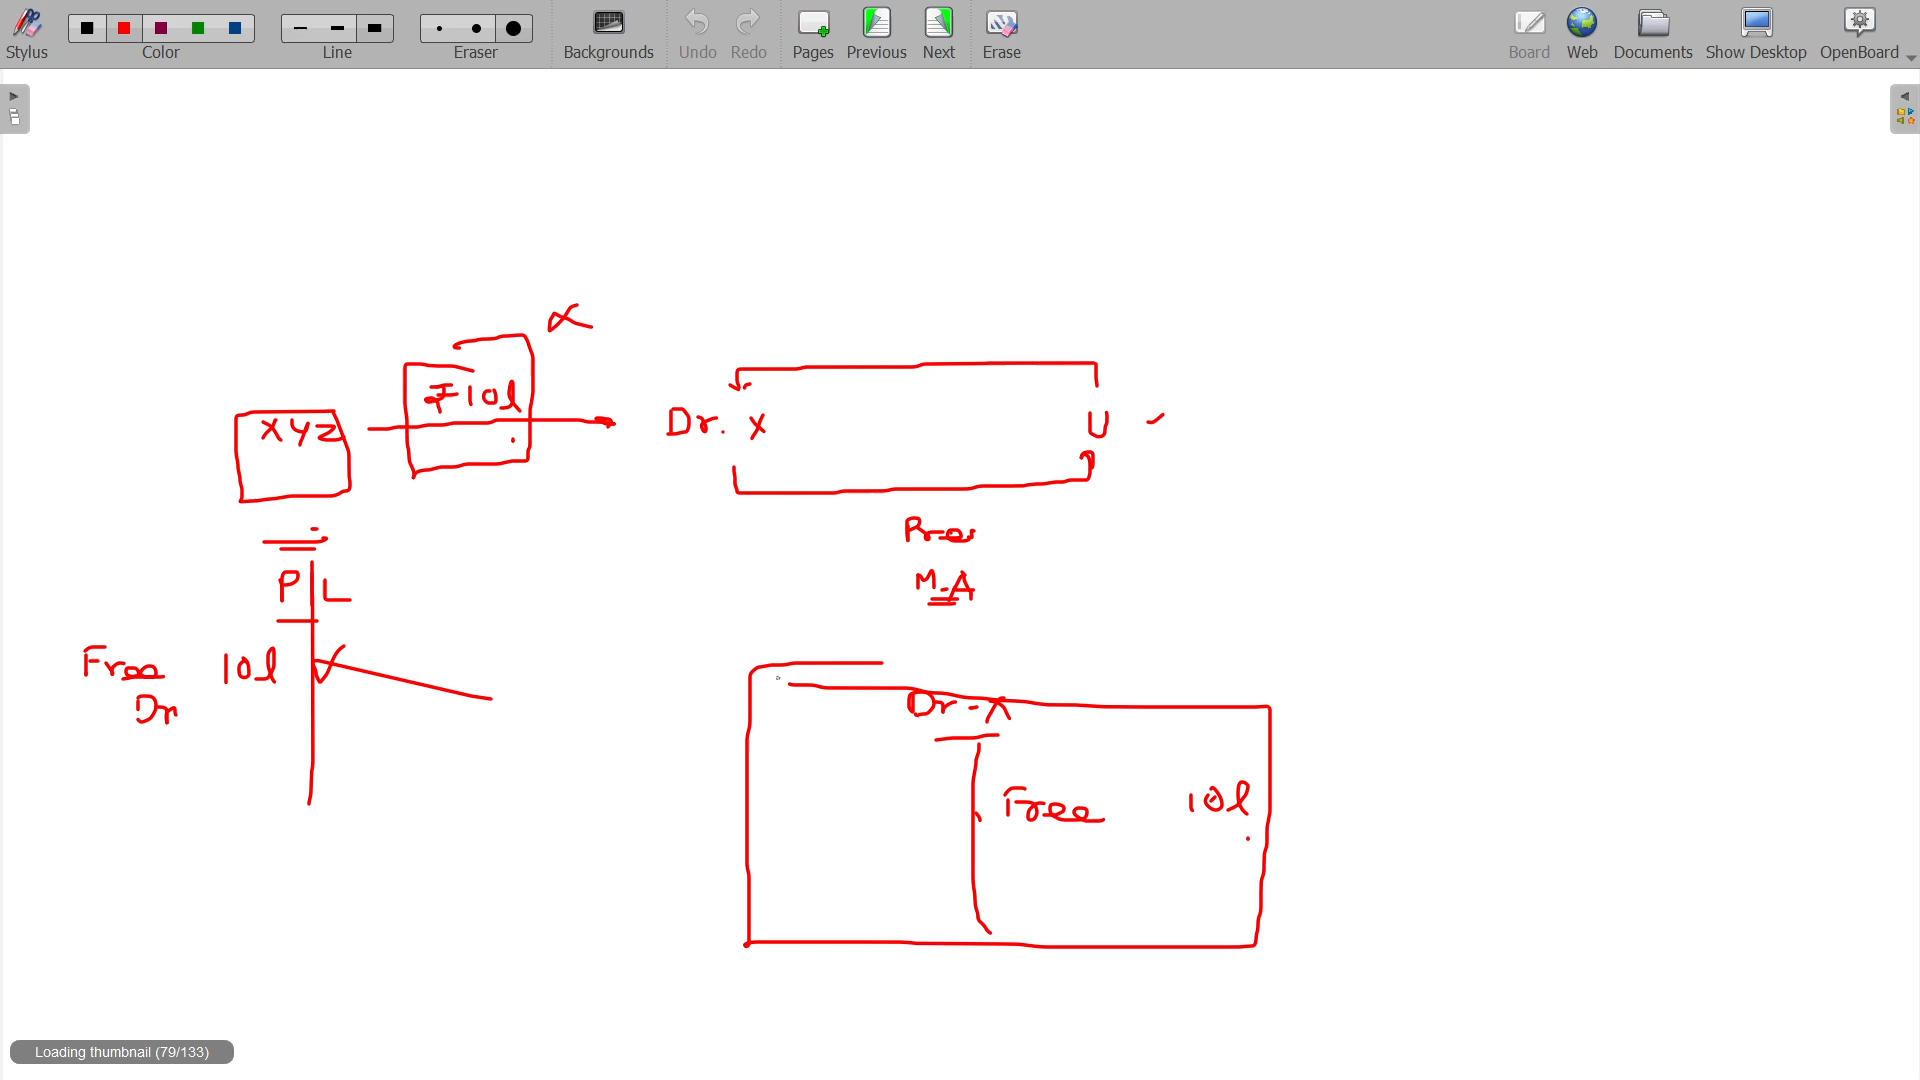 Stylus
Color
Line
Eraser
Backgrounds
Undo
Redo
Pages
Previous
Next
Erase
Board
Web
Documents
Show Desktop
OpenBoard
XYZ
F 10l
Dr. X
U
M-A
P L
Free 10l
Dr
Dr-X
Free 10l
Loading thumbnail (79/133)